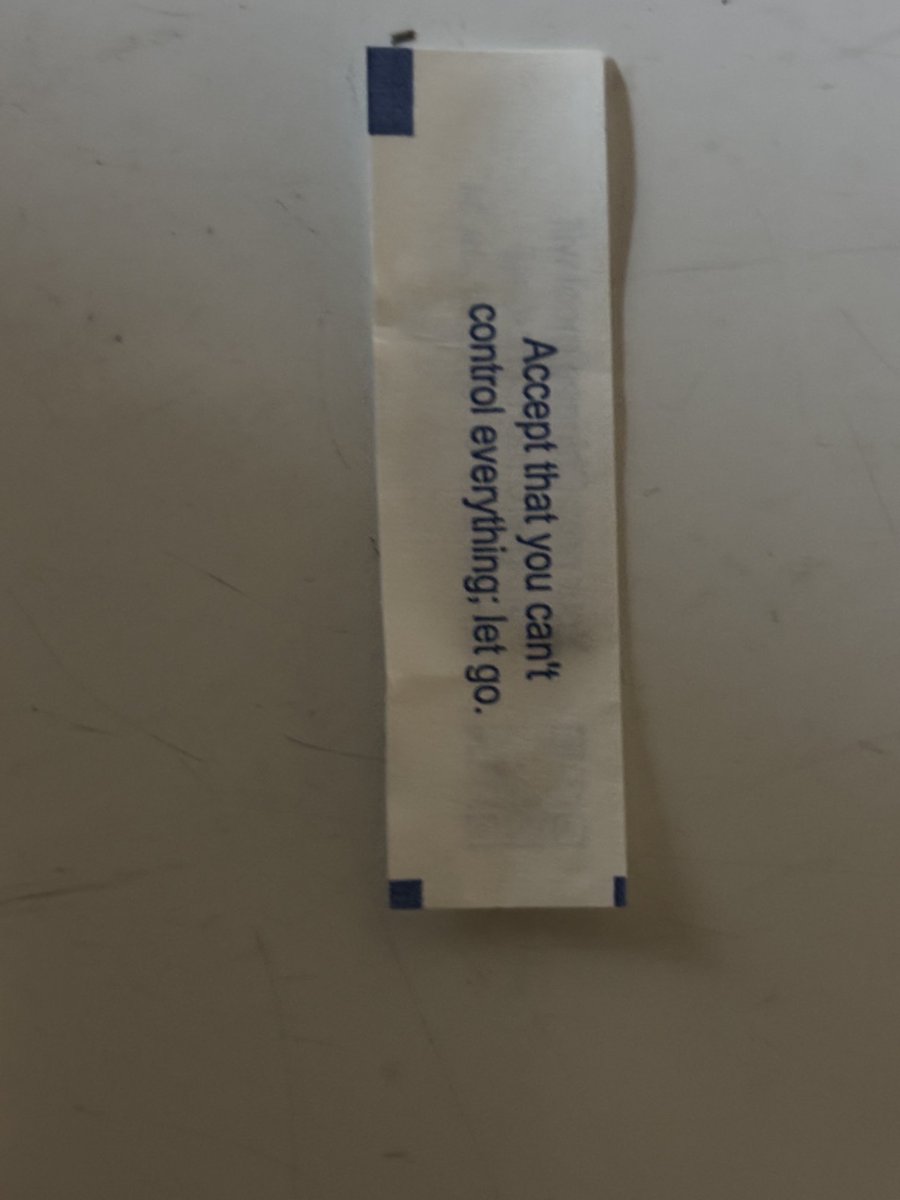 Accept that you can't
control everything; let go.